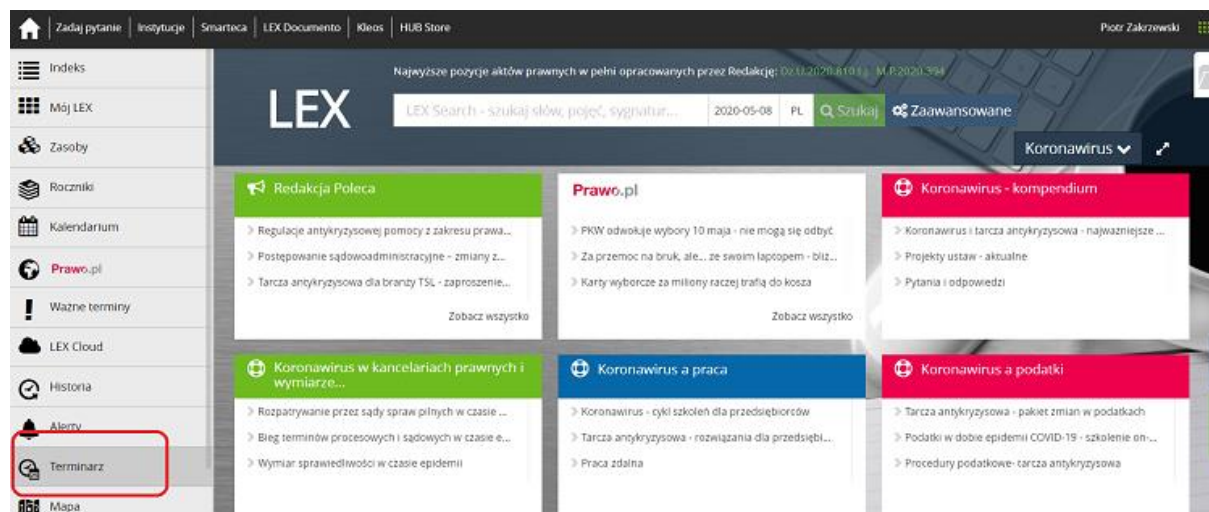 Zadaj pytanie Instytucje Smarteca LEX Documento Kleos HUB Store Piotr Zakrzewski
Indeks
Mój LEX
Zasoby
Roczniki
Kalendarium
Prawo.pl
Ważne terminy
LEX Cloud
Historia
Alerty
Terminarz
Mapa
Najwyższe pozycje aktów prawnych w pełni opracowanych przez Redakcję: Dz.U.2020.810 t.j. M.P.2020.394
LEX
LEX Search - szukaj słów, pojęć, sygnatur... 2020-05-08 PL Szukaj Zaawansowane
Koronawirus
Redakcja Poleca
Regulacje antykryzysowej pomocy z zakresu prawa...
Postępowanie sądowoadministracyjne – zmiany z...
Tarcza antykryzysowa dla branży TSL - zaproszenie...
Zobacz wszystko
Prawo.pl
PKW odwołuje wybory 10 maja - nie mogą się odbyć
Za przemoc na bruk, ale... ze swoim laptopem - bliz...
Karty wyborcze za miliony raczej trafią do kosza
Zobacz wszystko
Koronawirus - kompendium
Koronawirus i tarcza antykryzysowa - najważniejsze ...
Projekty ustaw - aktualne
Pytania i odpowiedzi
Koronawirus w kancelariach prawnych i
wymiarze...
Rozpatrywanie przez sądy spraw pilnych w czasie ...
Bieg terminów procesowych i sądowych w czasie e...
Wymiar sprawiedliwości w czasie epidemii
Koronawirus a praca
Koronawirus - cykl szkoleń dla przedsiębiorców
Tarcza antykryzysowa - rozwiązania dla przedsiębi...
Praca zdalna
Koronawirus a podatki
Tarcza antykryzysowa - pakiet zmian w podatkach
Podatki w dobie epidemii COVID-19 - szkolenie on-...
Procedury podatkowe- tarcza antykryzysowa